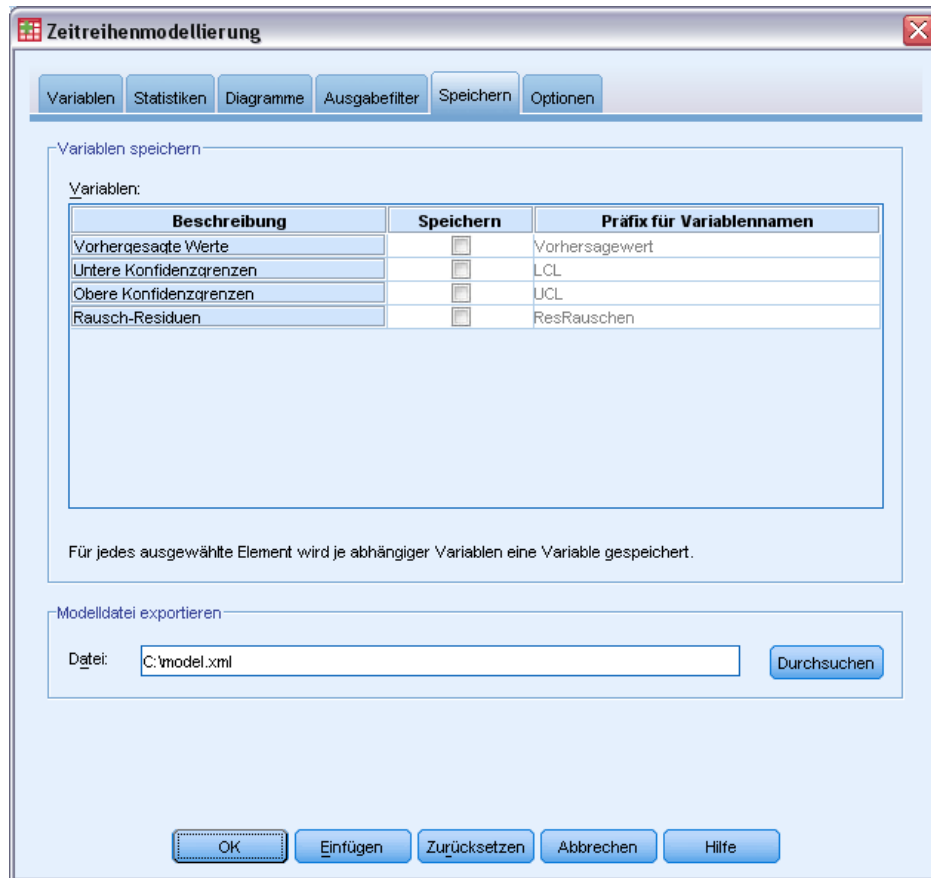 Zeitreihenmodellierung
Variablen Statistiken Diagramme Ausgabefilter Speichern Optionen
Variablen speichern
Variablen:
Beschreibung Speichern Präfix für Variablennamen
Vorhergesagte Werte Vorhersagewert
Untere Konfidenzgrenzen LCL
Obere Konfidenzgrenzen UCL
Rausch-Residuen ResRauschen
Für jedes ausgewählte Element wird je abhängiger Variablen eine Variable gespeichert.
Modelldatei exportieren
Datei: C:\model.xml Durchsuchen
OK Einfügen Zurücksetzen Abbrechen Hilfe